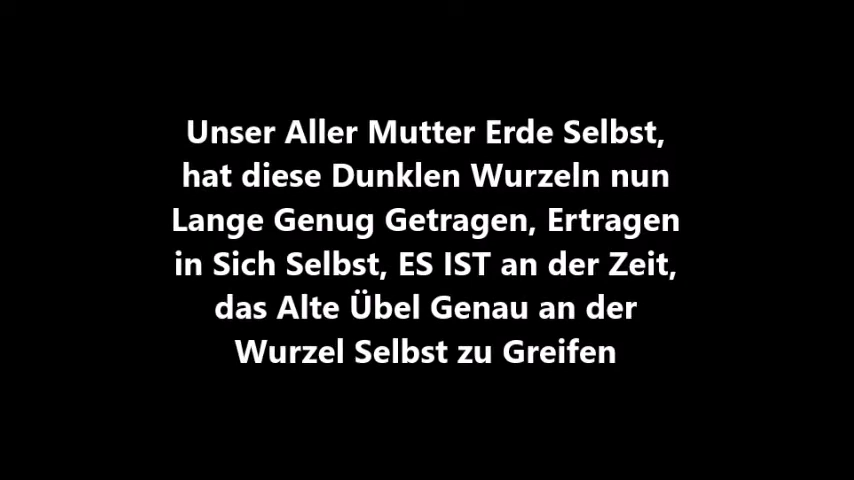 Unser Aller Mutter Erde Selbst,
hat diese Dunklen Wurzeln nun
Lange Genug Getragen, Ertragen
in Sich Selbst, ES IST an der Zeit,
das Alte Übel Genau an der
Wurzel Selbst zu Greifen